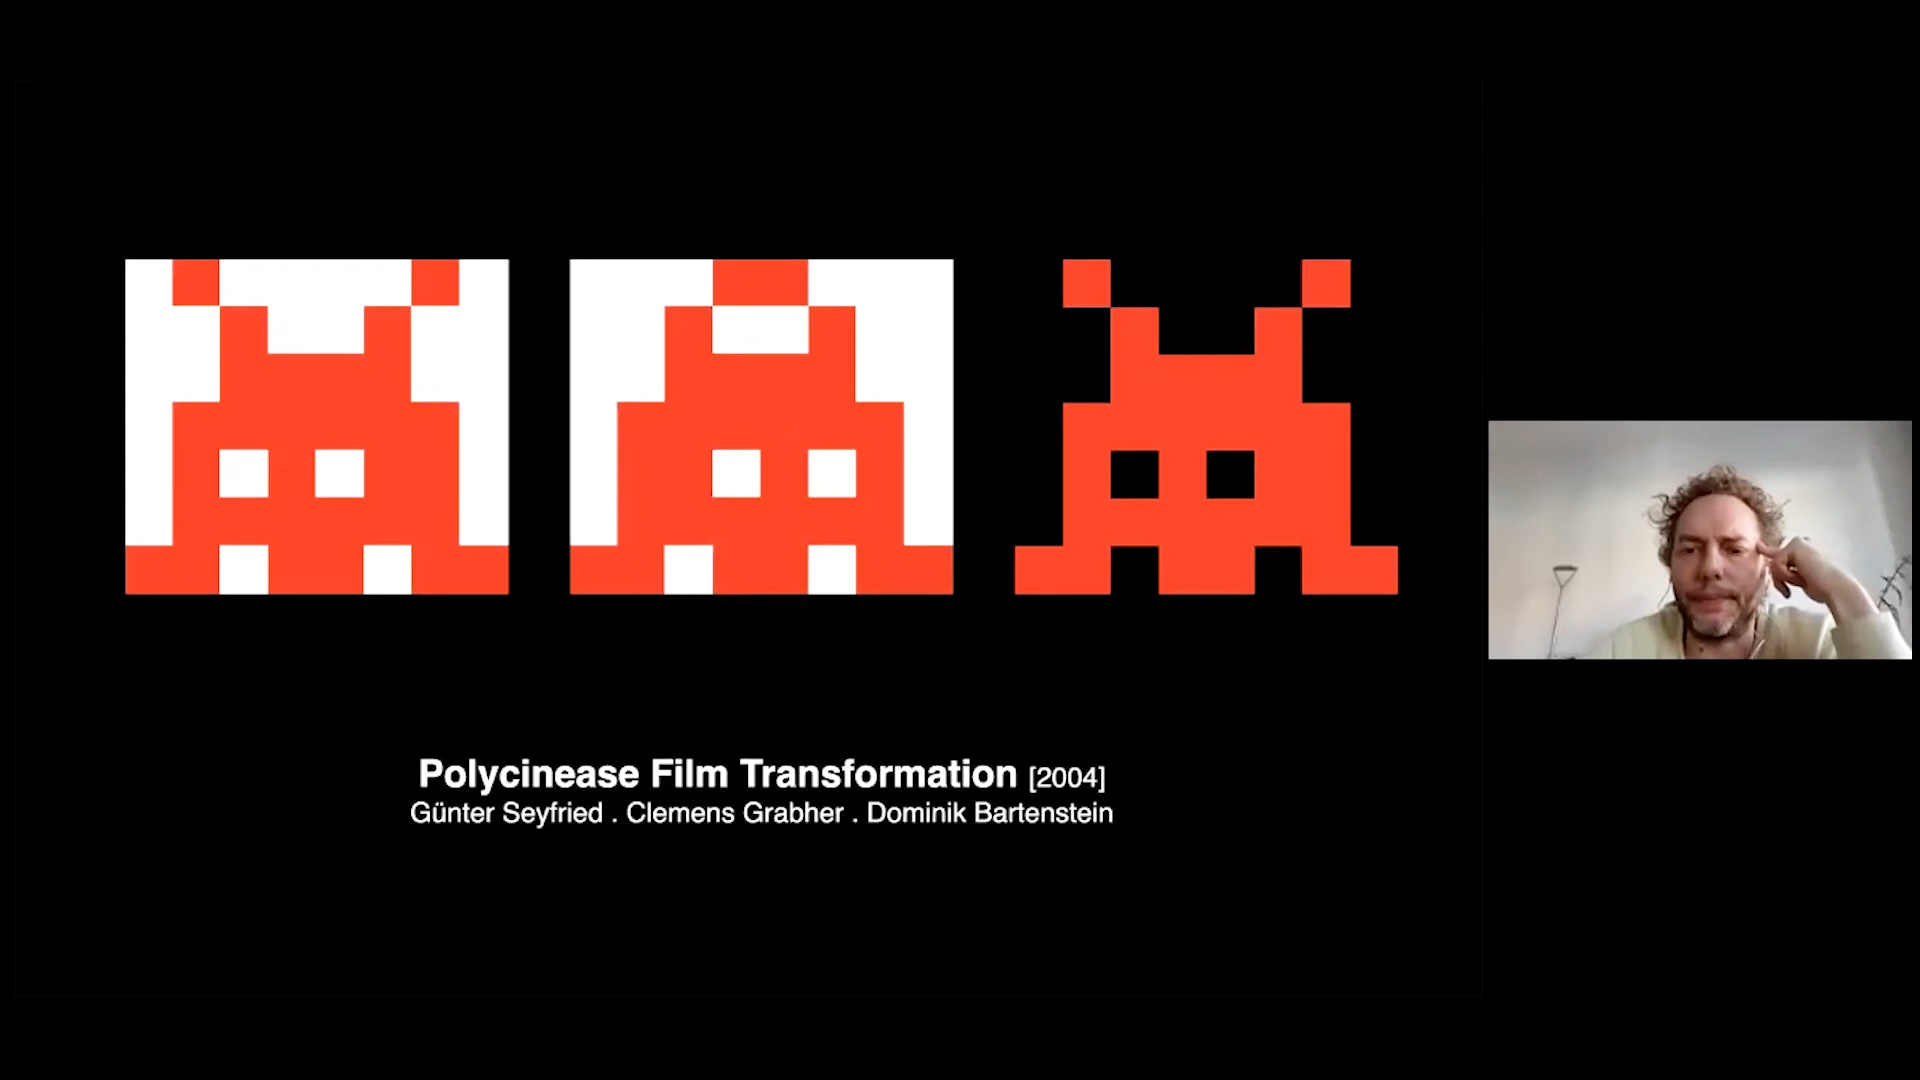 Polycinease Film Transformation [2004]
Günter Seyfried . Clemens Grabher . Dominik Bartenstein